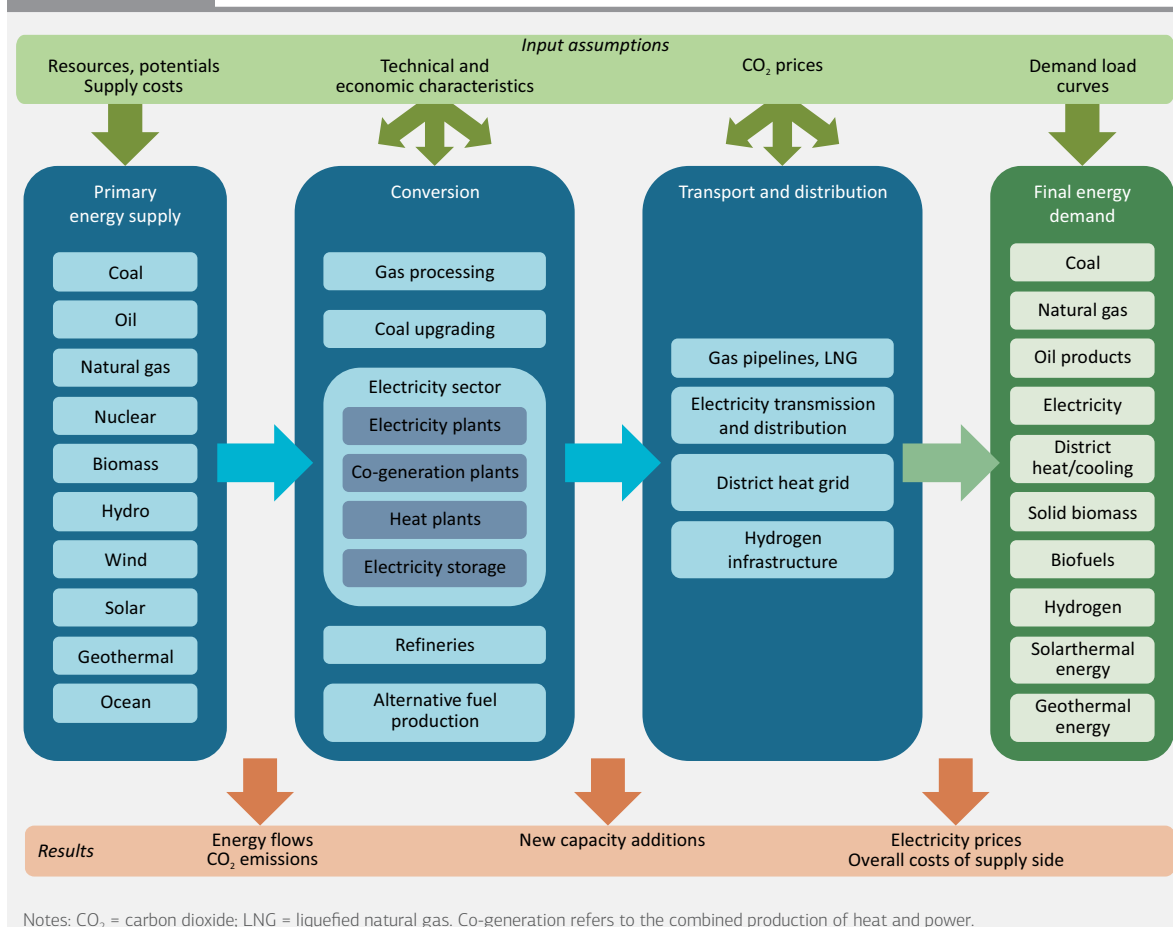 Input assumptions
Resources, potentials
Supply costs
Technical and
economic characteristics
CO₂ prices
Demand load
curves
Primary
energy supply
Coal
Oil
Natural gas
Nuclear
Biomass
Hydro
Wind
Solar
Geothermal
Ocean
Conversion
Gas processing
Coal upgrading
Electricity sector
Electricity plants
Co-generation plants
Heat plants
Electricity storage
Refineries
Alternative fuel
production
Transport and distribution
Gas pipelines, LNG
Electricity transmission
and distribution
District heat grid
Hydrogen
infrastructure
Final energy
demand
Coal
Natural gas
Oil products
Electricity
District
heat/cooling
Solid biomass
Biofuels
Hydrogen
Solarthermal
energy
Geothermal
energy
Results
Energy flows
CO₂ emissions
New capacity additions
Electricity prices
Overall costs of supply side
Notes: CO₂ = carbon dioxide; LNG = liquefied natural gas. Co-generation refers to the combined production of heat and power.